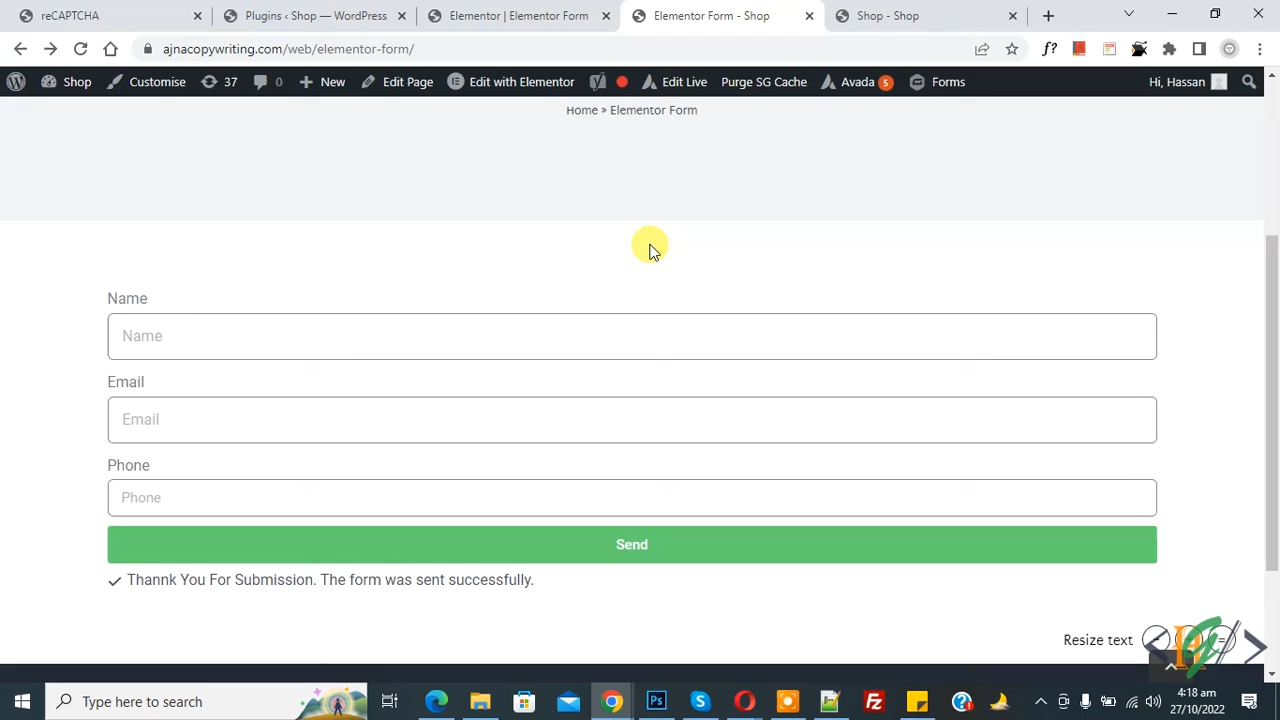 reCAPTCHA
Plugins ‹ Shop — WordPress
Elementor | Elementor Form
Elementor Form - Shop
Shop - Shop
ajnacopywriting.com/web/elementor-form/
f?
Shop
Customise
37
0
New
Edit Page
Edit with Elementor
Edit Live
Purge SG Cache
Avada 5
Forms
Hi, Hassan
Home » Elementor Form
Name
Name
Email
Email
Phone
Phone
Send
Thannk You For Submission. The form was sent successfully.
Resize text
Type here to search
4:18 am
27/10/2022